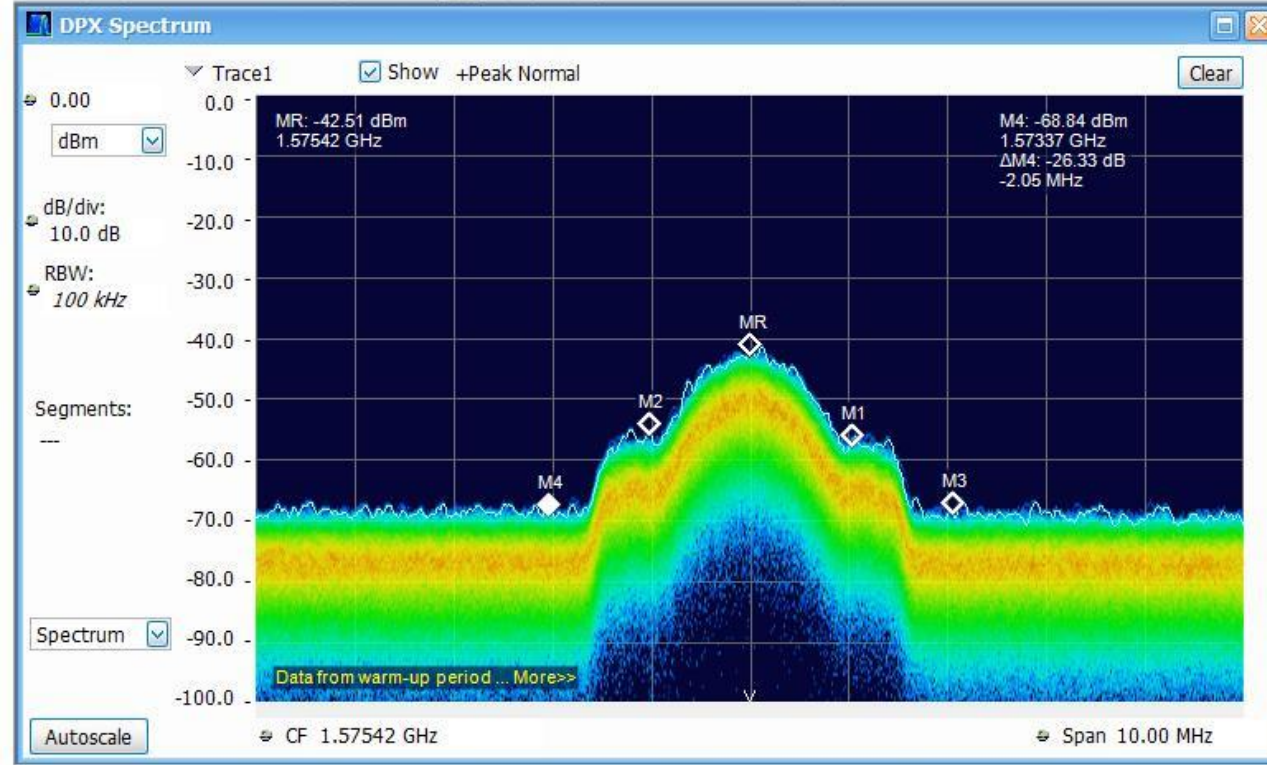 DPX Spectrum
Trace1 Show +Peak Normal Clear
0.00
dBm
dB/div:
10.0 dB
RBW:
100 kHz
Segments:
---
Spectrum
Autoscale
0.0
-10.0
-20.0
-30.0
-40.0
-50.0
-60.0
-70.0
-80.0
-90.0
-100.0
MR: -42.51 dBm
1.57542 GHz
M4: -68.84 dBm
1.57337 GHz
ΔM4: -26.33 dB
-2.05 MHz
MR
M2
M1
M4
M3
Data from warm-up period ... More>>
CF 1.57542 GHz
Span 10.00 MHz